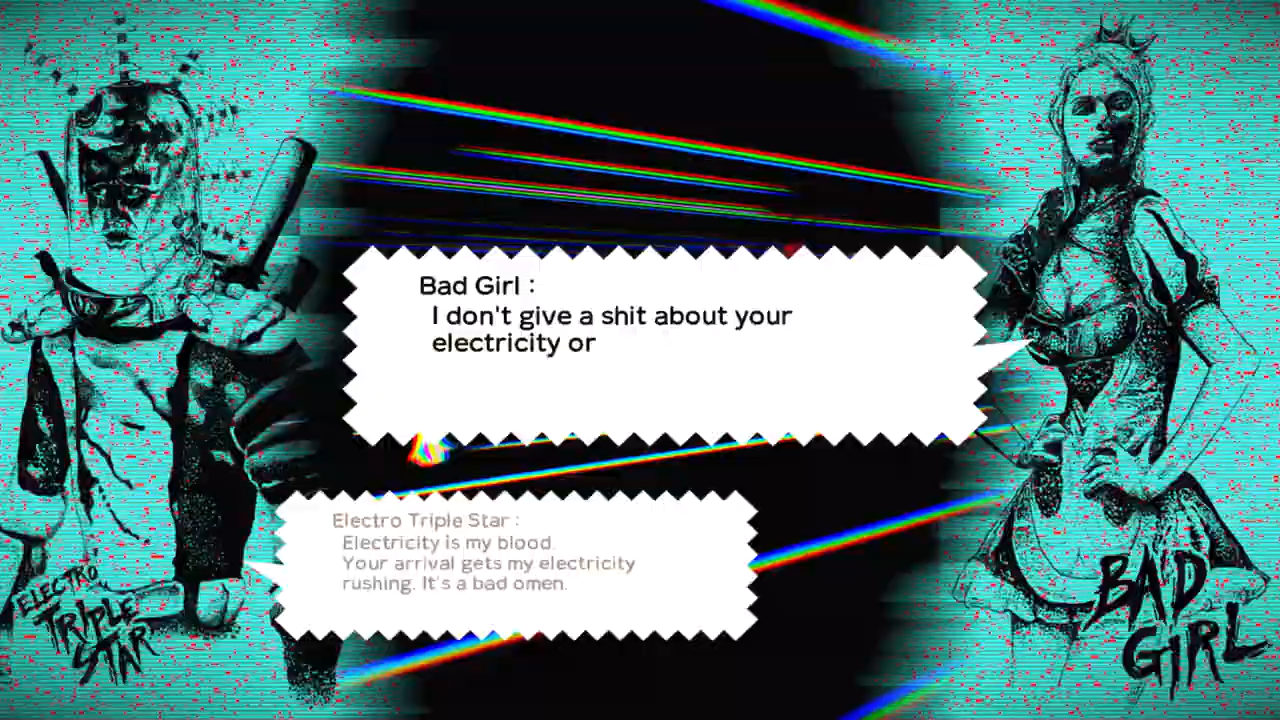 Bad Girl :
I don't give a shit about your
electricity or
Electro Triple Star :
Electricity is my blood.
Your arrival gets my electricity
rushing. It's a bad omen.
ELECTRO
TRIPLE
STAR
BAD
GIRL